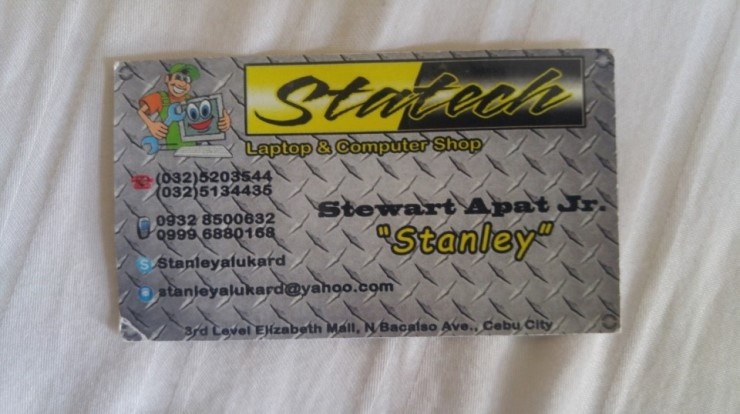 Statech
Laptop & Computer Shop
(032)5203544
(032)5134435
0932 8500632
0999 6880168
Stewart Apat Jr.
"Stanley"
S Stanleyalukard
stanleyalukard@yahoo.com
3rd Level Elizabeth Mall, N Bacalso Ave., Cebu City